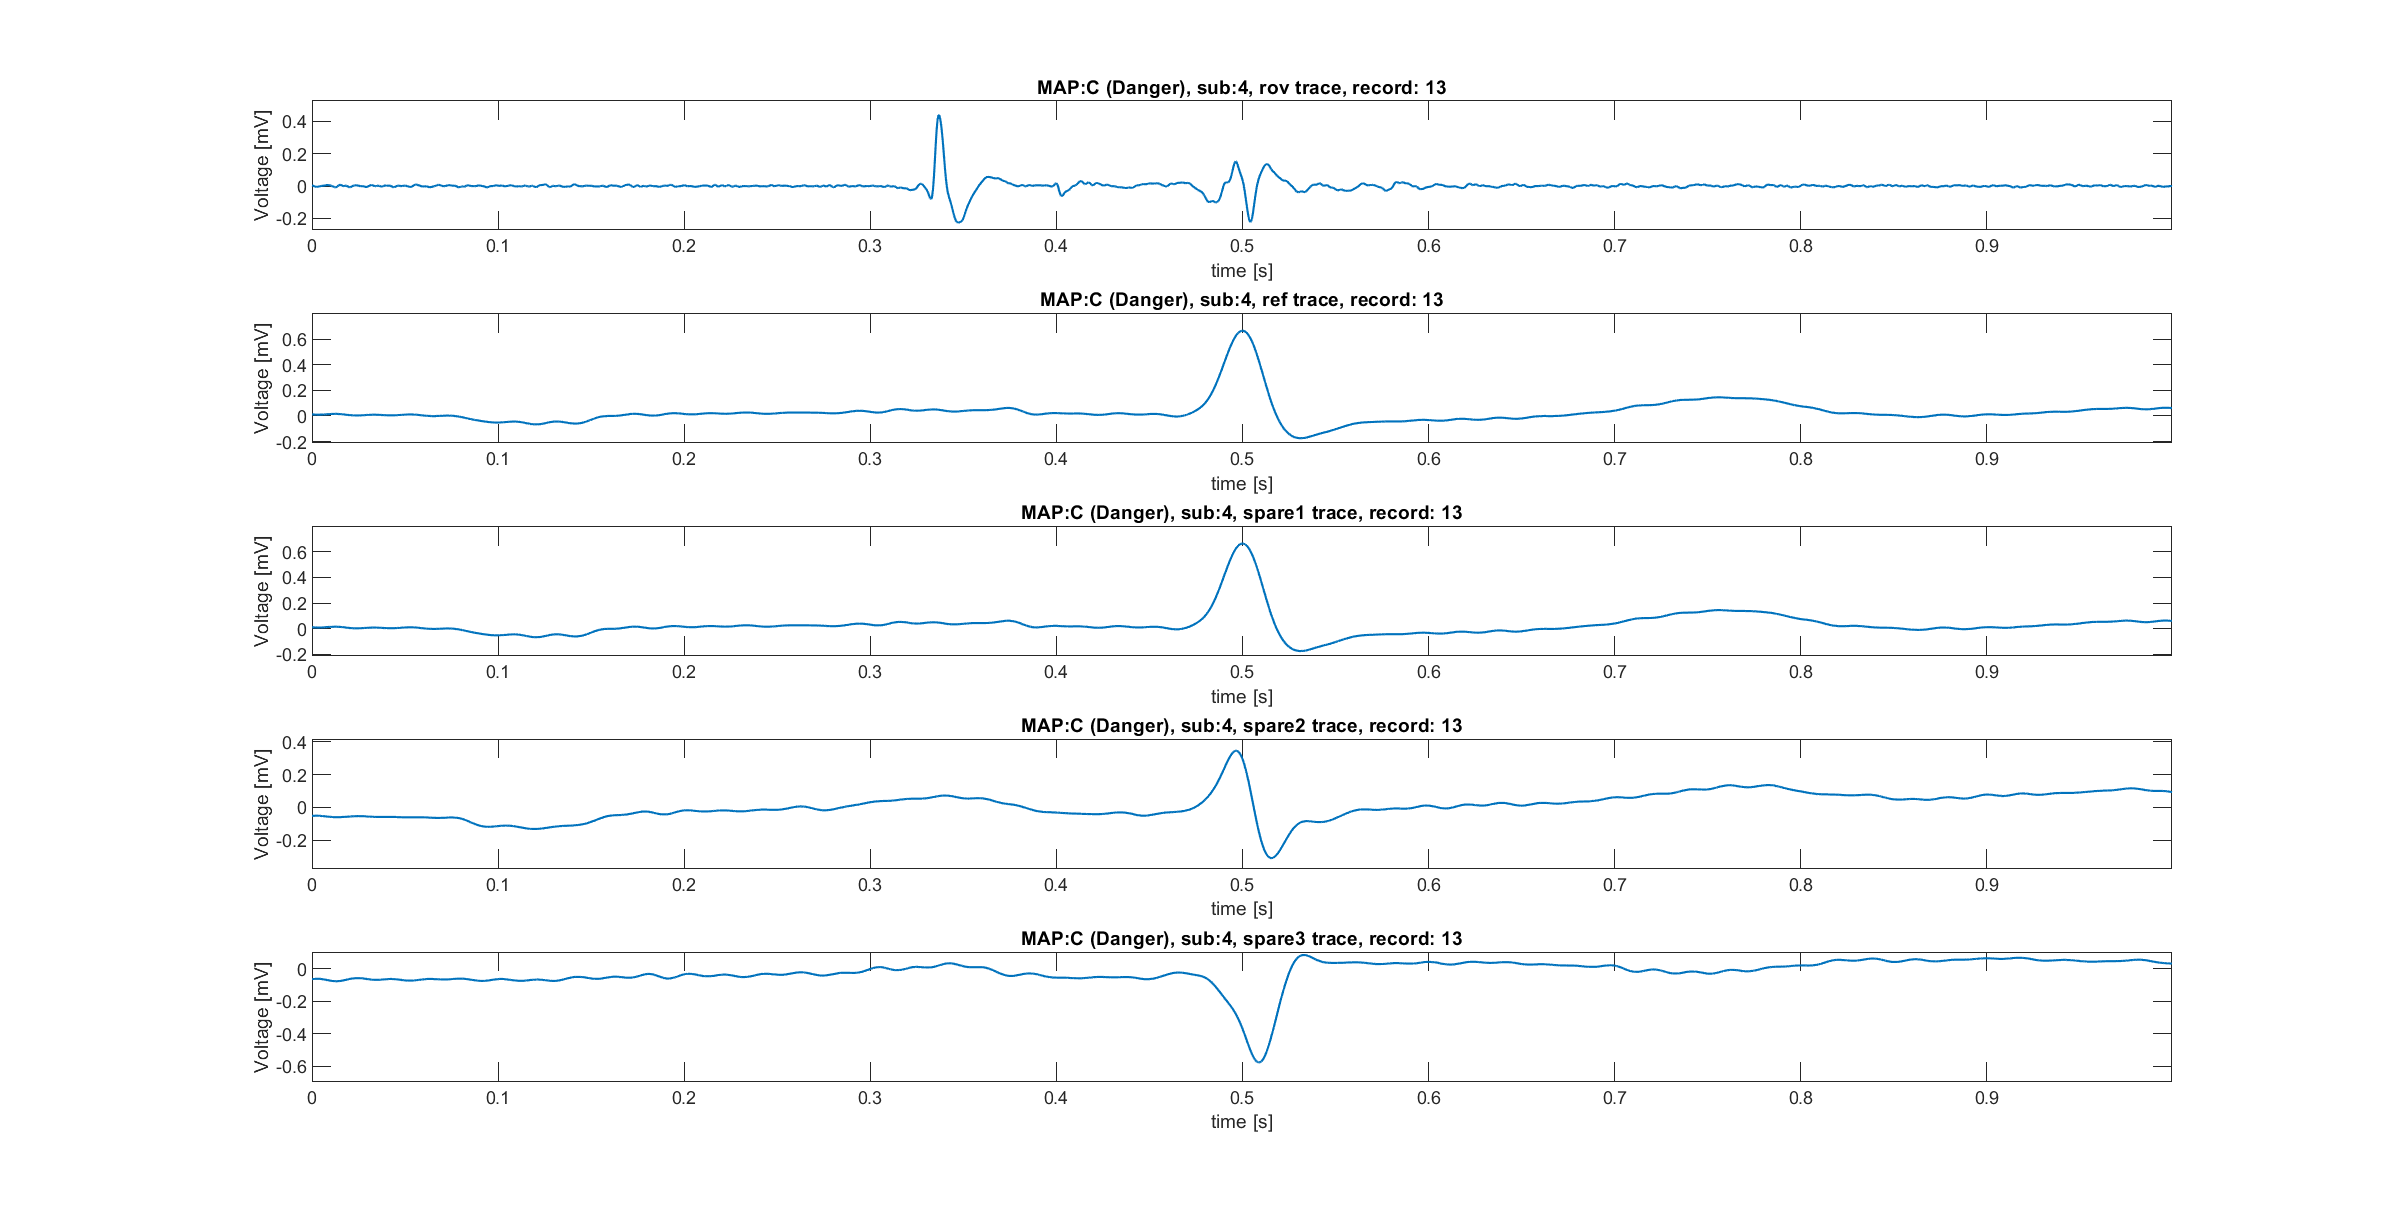 MAP:C (Danger), sub:4, rov trace, record: 13
Voltage [mV]
0.4
0.2
0
-0.2
0 0.1 0.2 0.3 0.4 0.5 0.6 0.7 0.8 0.9
time [s]
MAP:C (Danger), sub:4, ref trace, record: 13
Voltage [mV]
0.6
0.4
0.2
0
-0.2
0 0.1 0.2 0.3 0.4 0.5 0.6 0.7 0.8 0.9
time [s]
MAP:C (Danger), sub:4, spare1 trace, record: 13
Voltage [mV]
0.6
0.4
0.2
0
-0.2
0 0.1 0.2 0.3 0.4 0.5 0.6 0.7 0.8 0.9
time [s]
MAP:C (Danger), sub:4, spare2 trace, record: 13
Voltage [mV]
0.4
0.2
0
-0.2
0 0.1 0.2 0.3 0.4 0.5 0.6 0.7 0.8 0.9
time [s]
MAP:C (Danger), sub:4, spare3 trace, record: 13
Voltage [mV]
0
-0.2
-0.4
-0.6
0 0.1 0.2 0.3 0.4 0.5 0.6 0.7 0.8 0.9
time [s]